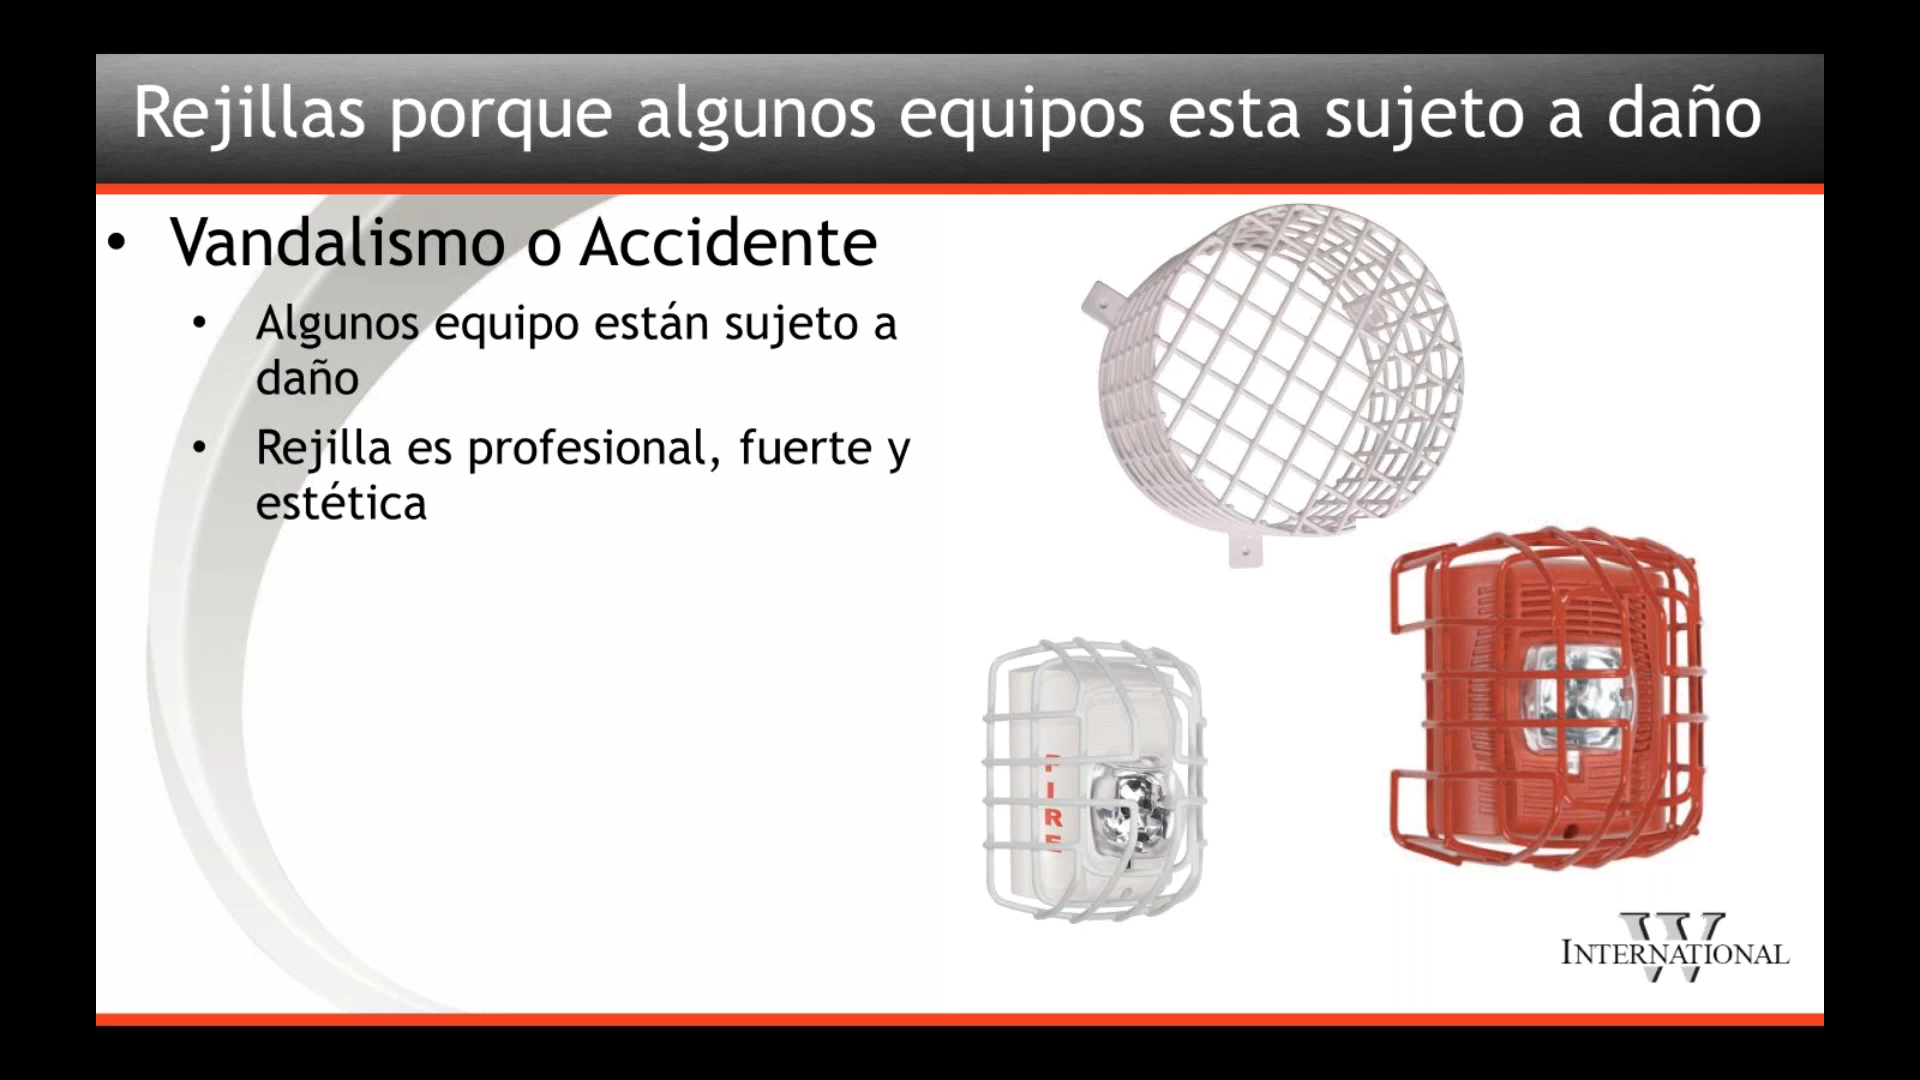 Rejillas porque algunos equipos esta sujeto a daño
• Vandalismo o Accidente
• Algunos equipo están sujeto a
daño
• Rejilla es profesional, fuerte y
estética
FIRE
W
INTERNATIONAL